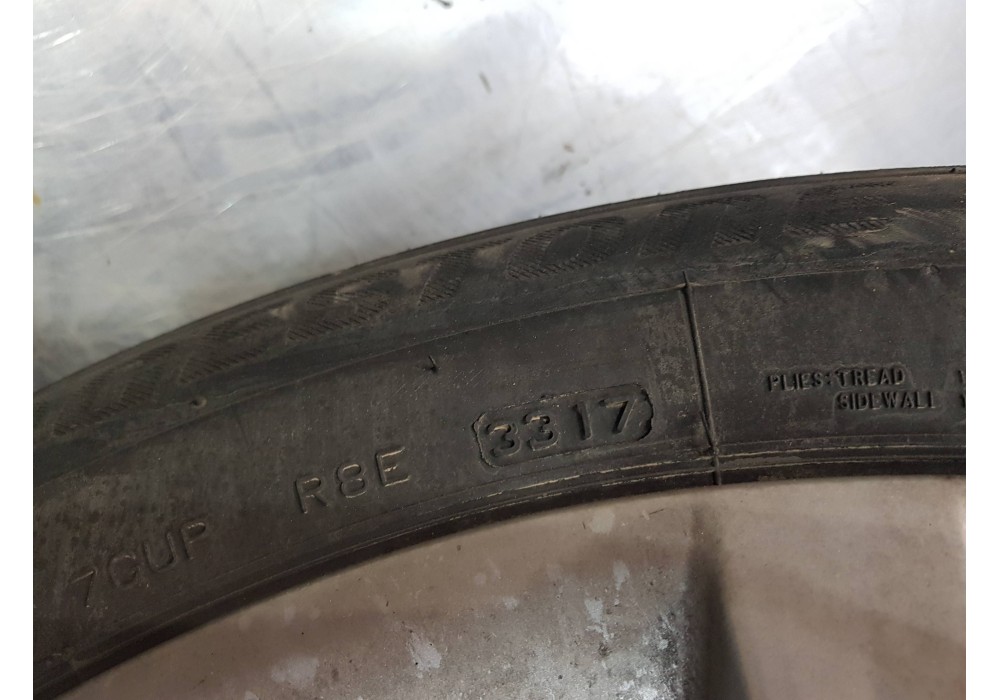 7CUP R8E 3317
PLIES: TREAD
SIDEWALL